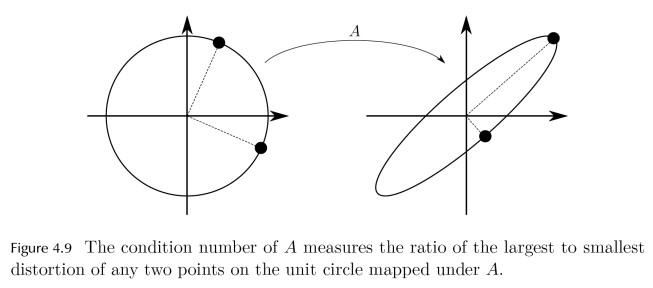 A
Figure 4.9 The condition number of A measures the ratio of the largest to smallest
distortion of any two points on the unit circle mapped under A.